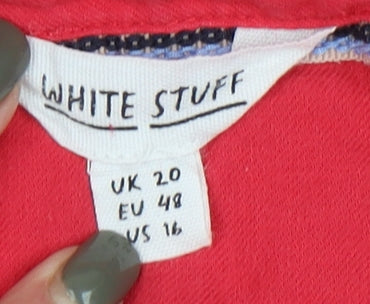 WHITE STUFF
UK 20
EU 48
US 16